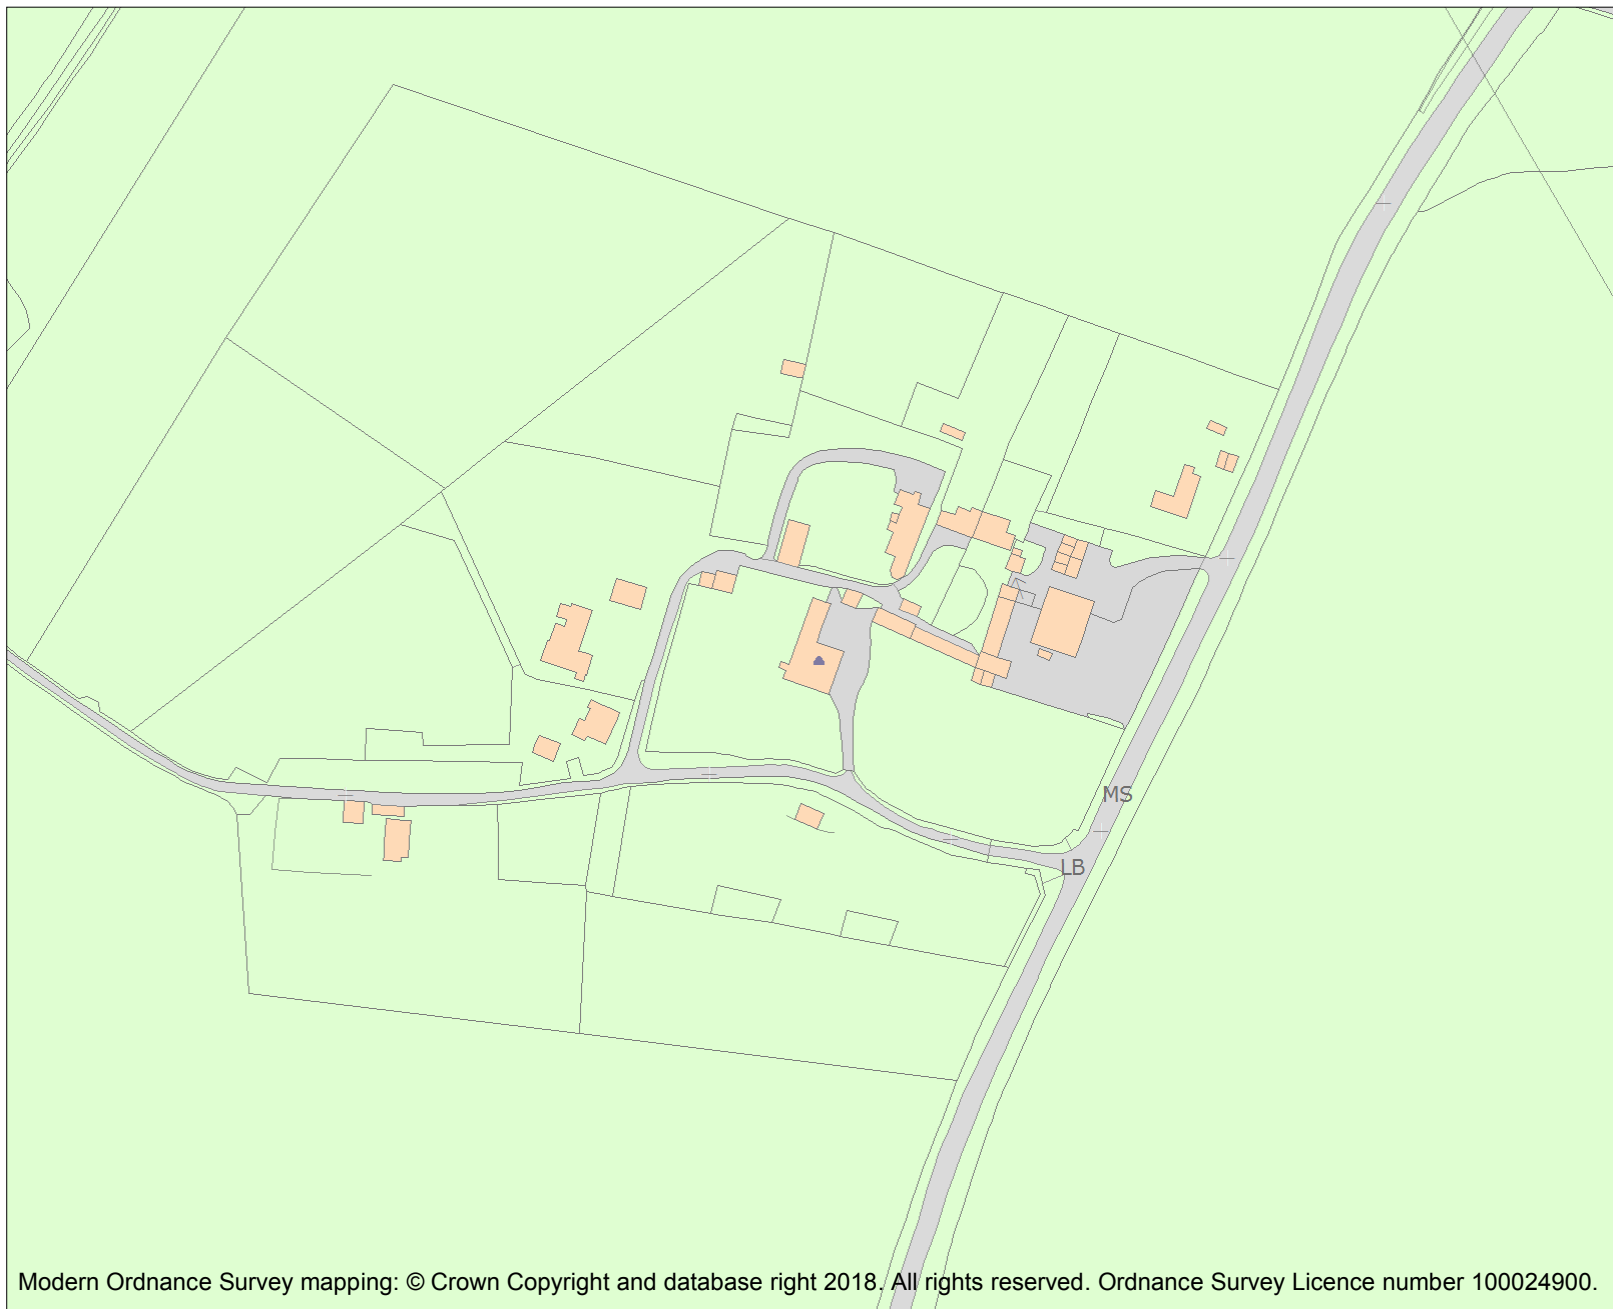 MS
LB
Modern Ordnance Survey mapping: © Crown Copyright and database right 2018. All rights reserved. Ordnance Survey Licence number 100024900.